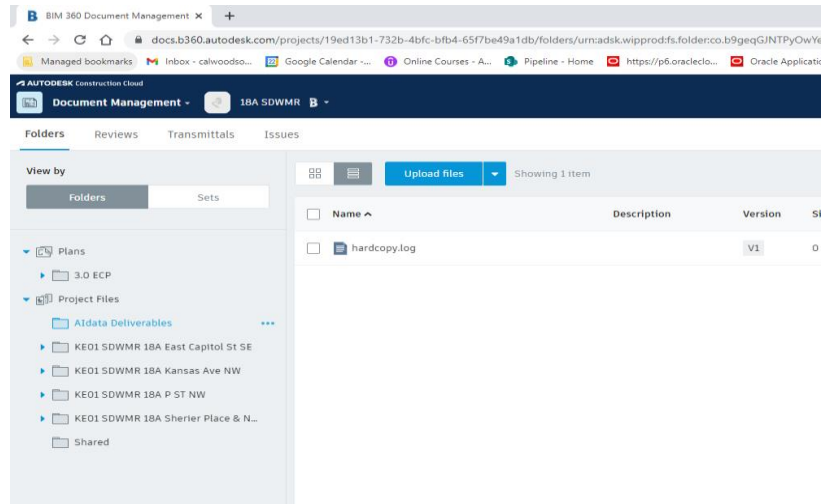 BIM 360 Document Management
docs.b360.autodesk.com/projects/19ed13b1-732b-4bfc-bfb4-65f7be49a1db/folders/urn:adsk.wipprod:fs.folder:co.b9geqGJNTPyOwYe
Managed bookmarks Inbox - calwoodso... Google Calendar -... Online Courses - A... Pipeline - Home https://p6.oracleclo... Oracle Applicatio
AUTODESK Construction Cloud
Document Management 18A SDWMR B
Folders Reviews Transmittals Issues
View by
Folders Sets
Upload files Showing 1 item
Name Description Version Si
Plans
hardcopy.log V1 0
3.0 ECP
Project Files
AIdata Deliverables
KE01 SDWMR 18A East Capitol St SE
KE01 SDWMR 18A Kansas Ave NW
KE01 SDWMR 18A P ST NW
KE01 SDWMR 18A Sherier Place & N...
Shared